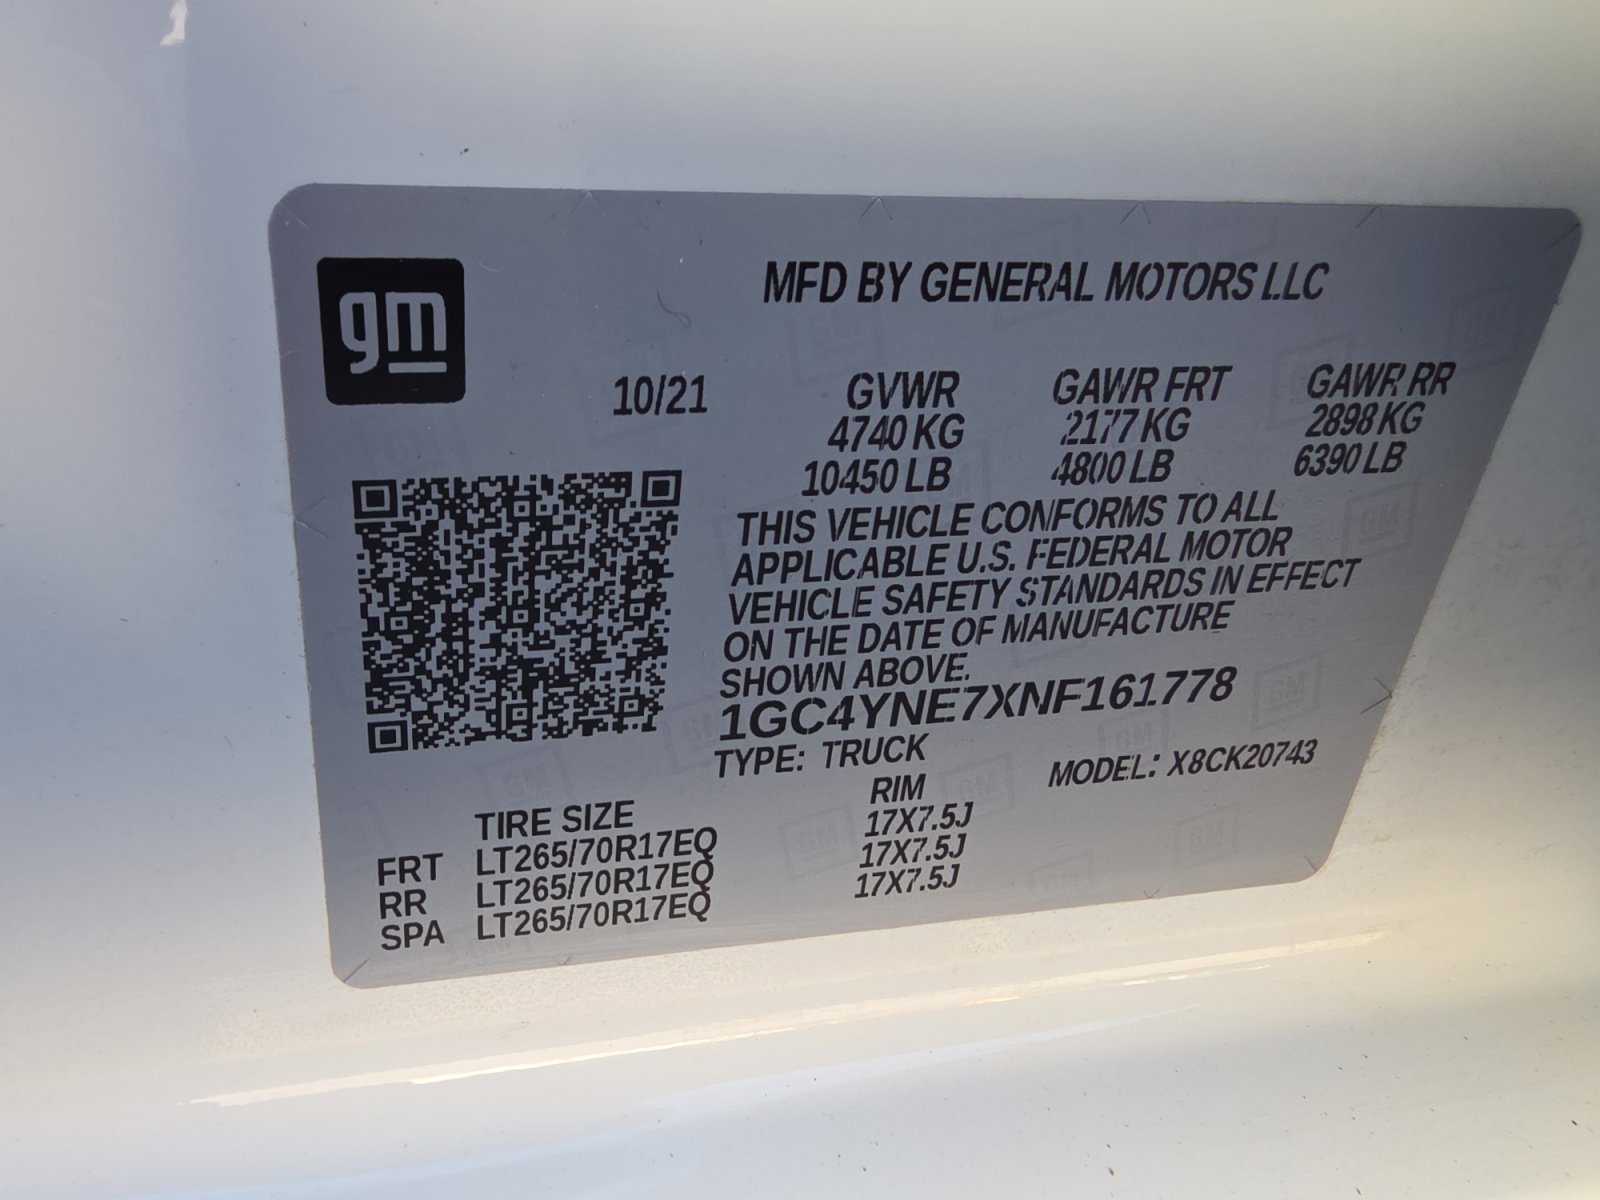 gm
MFD BY GENERAL MOTORS LLC
10/21 GVWR GAWR FRT GAWR RR
4740 KG 2177 KG 2898 KG
10450 LB 4800 LB 6390 LB
THIS VEHICLE CONFORMS TO ALL
APPLICABLE U.S. FEDERAL MOTOR
VEHICLE SAFETY STANDARDS IN EFFECT
ON THE DATE OF MANUFACTURE
SHOWN ABOVE.
1GC4YNE7XNF161778
TYPE: TRUCK MODEL: X8CK20743
TIRE SIZE RIM
FRT LT265/70R17EQ 17X7.5J
RR LT265/70R17EQ 17X7.5J
SPA LT265/70R17EQ 17X7.5J